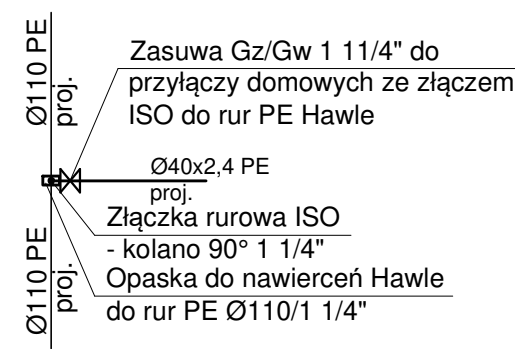 Ø110 PE
proj.
Zasuwa Gz/Gw 1 11/4" do
przyłączy domowych ze złączem
ISO do rur PE Hawle
Ø40x2,4 PE
proj.
Złączka rurowa ISO
- kolano 90° 1 1/4"
Opaska do nawierceń Hawle
do rur PE Ø110/1 1/4"
Ø110 PE
proj.